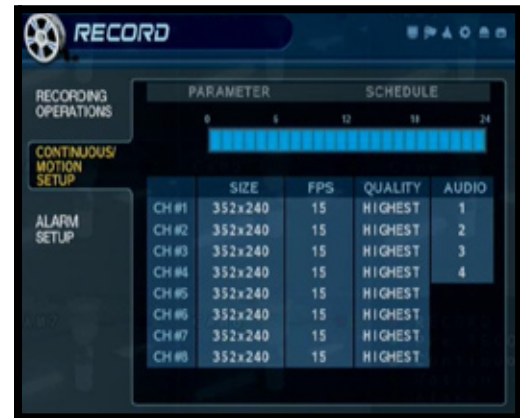 RECORD
RECORDING
OPERATIONS
CONTINUOUS/
MOTION
SETUP
ALARM
SETUP
PARAMETER SCHEDULE
0 6 12 18 24
SIZE FPS QUALITY AUDIO
CH #1 352x240 15 HIGHEST 1
CH #2 352x240 15 HIGHEST 2
CH #3 352x240 15 HIGHEST 3
CH #4 352x240 15 HIGHEST 4
CH #5 352x240 15 HIGHEST
CH #6 352x240 15 HIGHEST
CH #7 352x240 15 HIGHEST
CH #8 352x240 15 HIGHEST